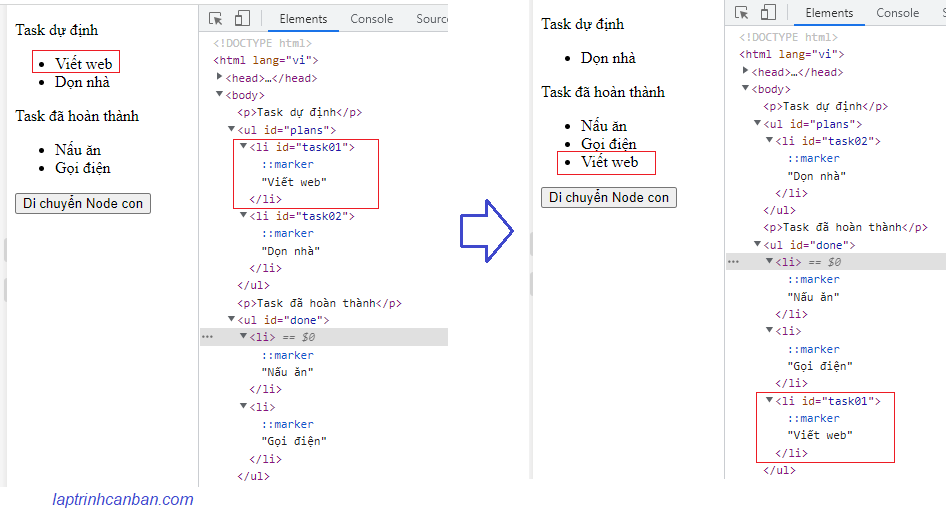 Task dự định
Viết web
Dọn nhà
Task đã hoàn thành
Nấu ăn
Gọi điện
Di chuyển Node con
Elements Console Sourc
<!DOCTYPE html>
<html lang="vi">
<head>…</head>
<body>
<p>Task dự định</p>
<ul id="plans">
<li id="task01">
::marker
"Viết web"
</li>
<li id="task02">
::marker
"Dọn nhà"
</li>
</ul>
<p>Task đã hoàn thành</p>
<ul id="done">
… <li> == $0
::marker
"Nấu ăn"
</li>
<li>
::marker
"Gọi điện"
</li>
</ul>
laptrinhcanban.com
Task dự định
Dọn nhà
Task đã hoàn thành
Nấu ăn
Gọi điện
Viết web
Di chuyển Node con
Elements Console
<!DOCTYPE html>
<html lang="vi">
<head>…</head>
<body>
<p>Task dự định</p>
<ul id="plans">
<li id="task02">
::marker
"Dọn nhà"
</li>
</ul>
<p>Task đã hoàn thành</p>
<ul id="done">
… <li> == $0
::marker
"Nấu ăn"
</li>
<li>
::marker
"Gọi điện"
</li>
<li id="task01">
::marker
"Viết web"
</li>
</ul>